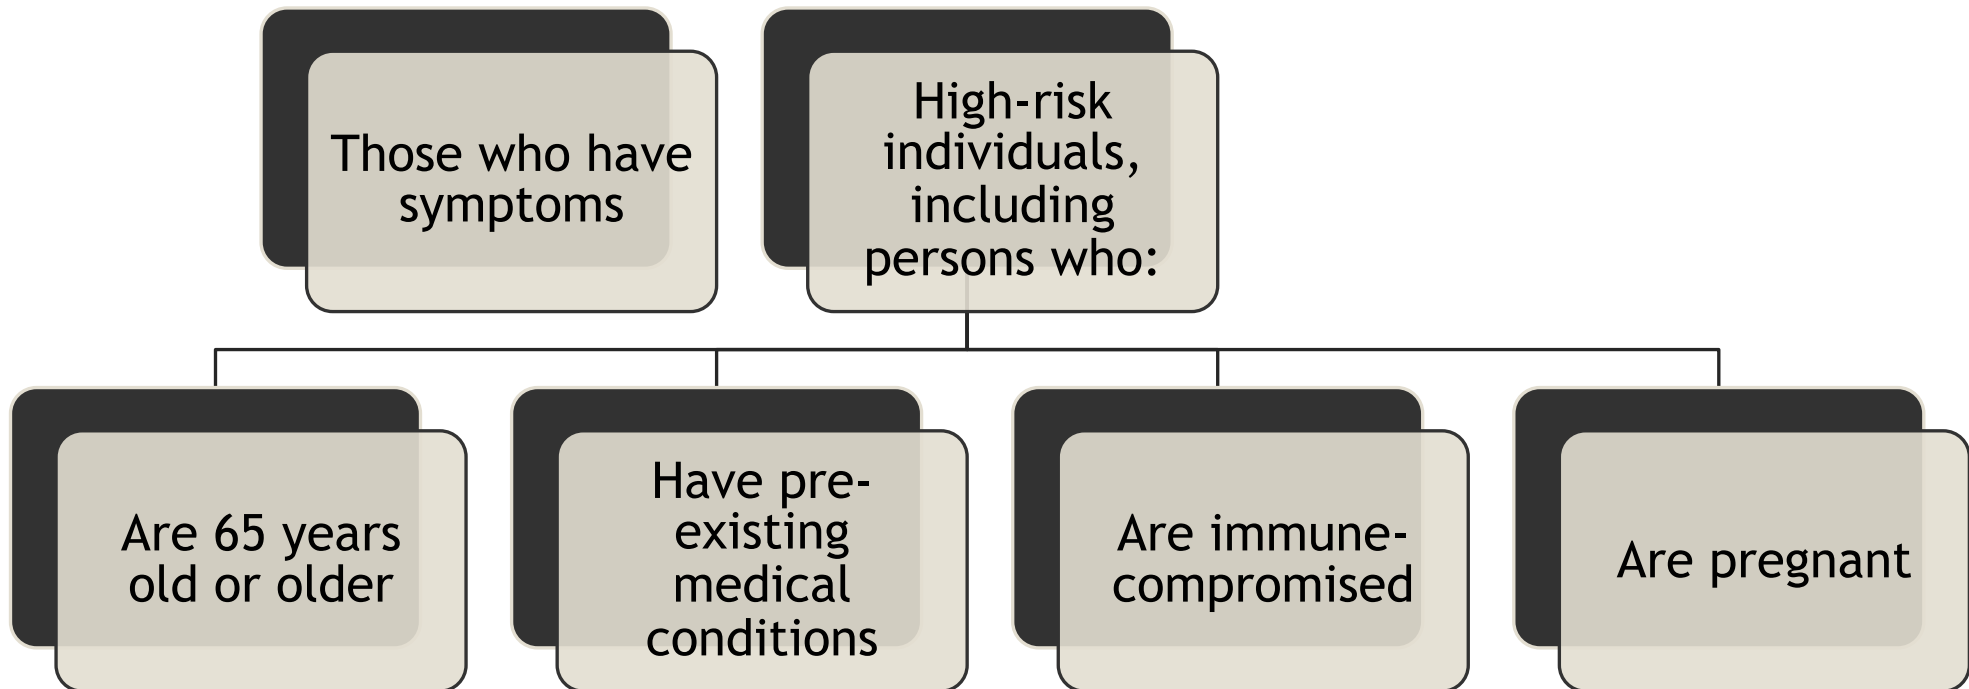 Those who have
symptoms
High-risk
individuals,
including
persons who:
Are 65 years
old or older
Have pre-
existing
medical
conditions
Are immune-
compromised
Are pregnant